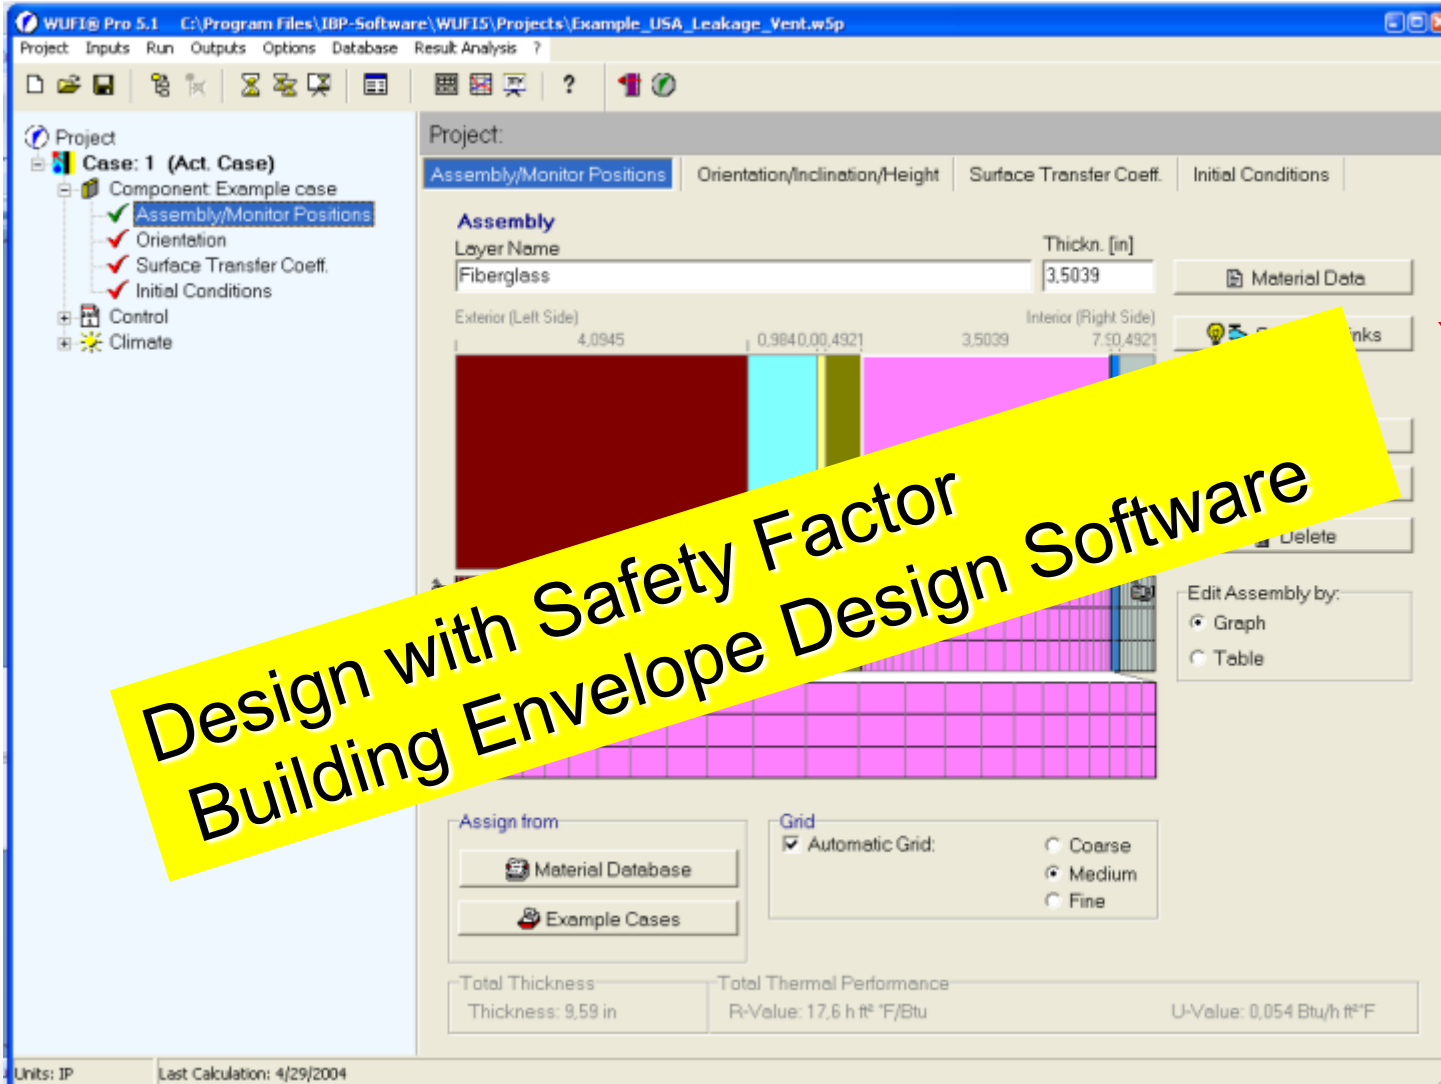 WUFI® Pro 5.1 C:\Program Files\IBP-Software\WUFI5\Projects\Example_USA_Leakage_Vent.w5p
Project Inputs Run Outputs Options Database Result Analysis ?
?
Project
Case: 1 (Act. Case)
Component: Example case
Assembly/Monitor Positions
Orientation
Surface Transfer Coeff.
Initial Conditions
Control
Climate
Project:
Assembly/Monitor Positions Orientation/Inclination/Height Surface Transfer Coeff. Initial Conditions
Assembly
Layer Name Thickn. [in]
Fiberglass 3,5039
Material Data
Exterior (Left Side) Interior (Right Side)
4,0945 0,984 0,0 0,4921 3,5039 0,4921
nks
Delete
Design with Safety Factor
Building Envelope Design Software
Edit Assembly by:
Graph
Table
Assign from
Material Database
Example Cases
Grid
Automatic Grid:
Coarse
Medium
Fine
Total Thickness
Thickness: 9,59 in
Total Thermal Performance
R-Value: 17,6 h ft² °F/Btu U-Value: 0,054 Btu/h ft²°F
Units: IP Last Calculation: 4/29/2004